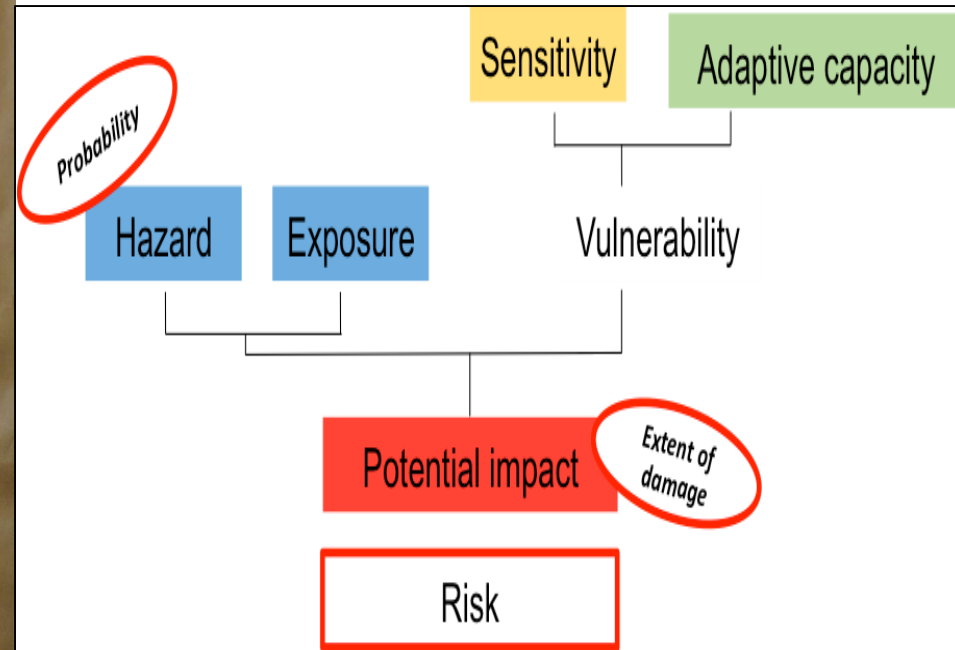 Sensitivity
Adaptive capacity
Probability
Hazard
Exposure
Vulnerability
Potential impact
Extent of
damage
Risk